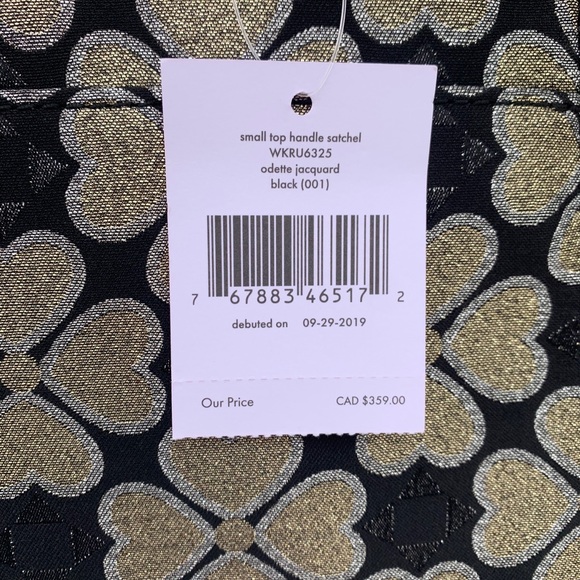 small top handle satchel
WKRU6325
odette jacquard
black (001)
7 67883 46517 2
debuted on 09-29-2019
Our Price CAD $359.00